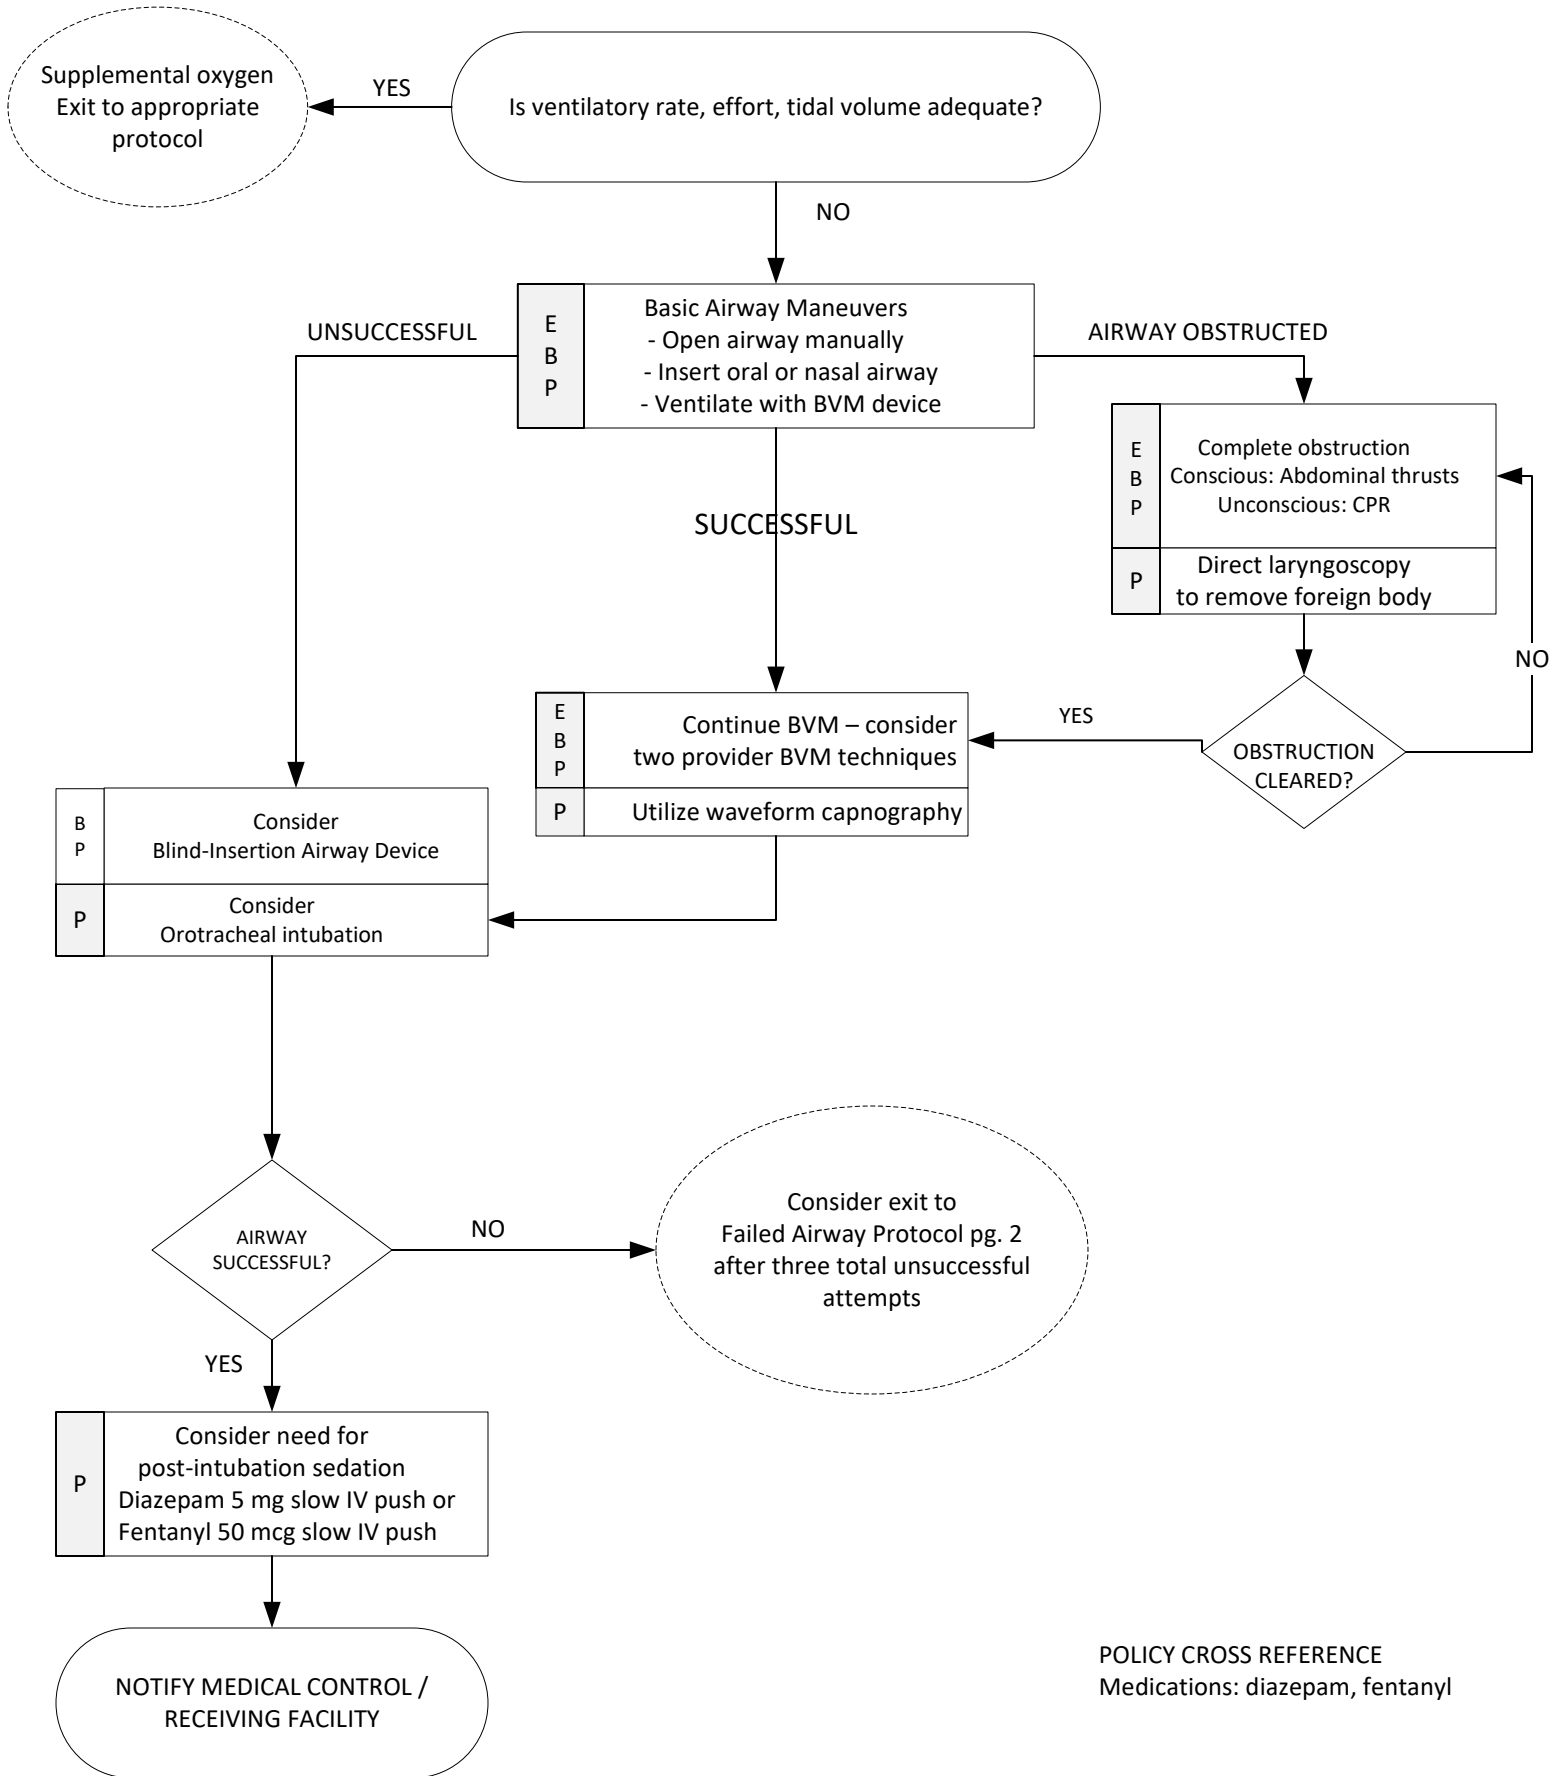 Supplemental oxygen
Exit to appropriate
protocol
YES
Is ventilatory rate, effort, tidal volume adequate?
NO
UNSUCCESSFUL
E
B
P
Basic Airway Maneuvers
- Open airway manually
- Insert oral or nasal airway
- Ventilate with BVM device
AIRWAY OBSTRUCTED
E
B
P
Complete obstruction
Conscious: Abdominal thrusts
Unconscious: CPR
P
Direct laryngoscopy
to remove foreign body
SUCCESSFUL
NO
E
B
P
Continue BVM – consider
two provider BVM techniques
P
Utilize waveform capnography
YES
OBSTRUCTION
CLEARED?
B
P
Consider
Blind-Insertion Airway Device
P
Consider
Orotracheal intubation
AIRWAY
SUCCESSFUL?
NO
Consider exit to
Failed Airway Protocol pg. 2
after three total unsuccessful
attempts
YES
P
Consider need for
post-intubation sedation
Diazepam 5 mg slow IV push or
Fentanyl 50 mcg slow IV push
NOTIFY MEDICAL CONTROL /
RECEIVING FACILITY
POLICY CROSS REFERENCE
Medications: diazepam, fentanyl